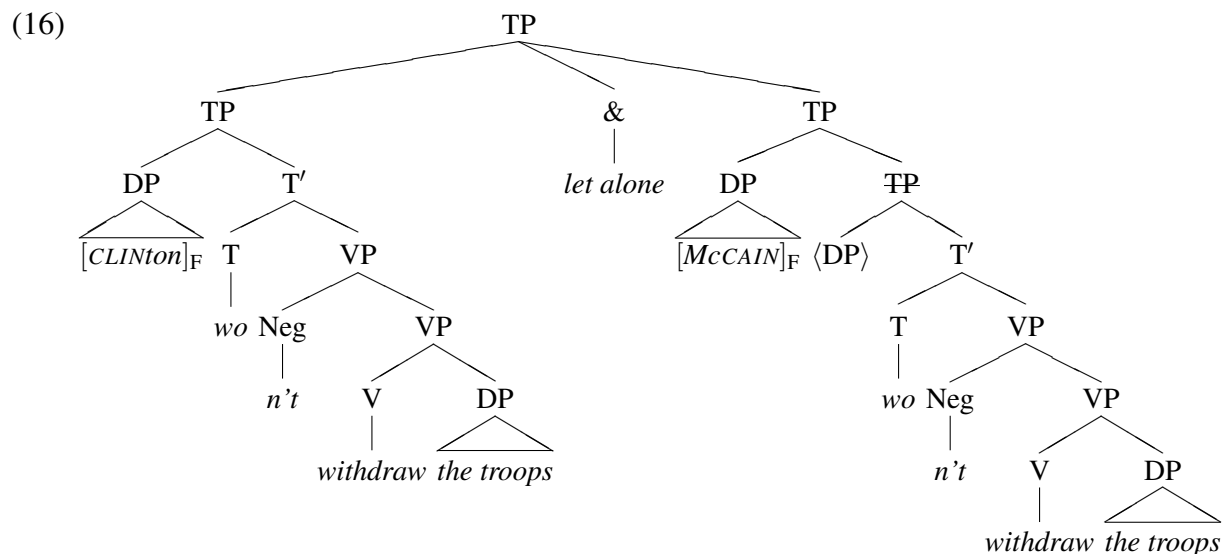 (16) TP
TP & TP
DP T′ let alone DP TP
[CLINton]F T VP [McCAIN]F ⟨DP⟩ T′
wo Neg VP T VP
n't V DP wo Neg VP
withdraw the troops n't V DP
withdraw the troops